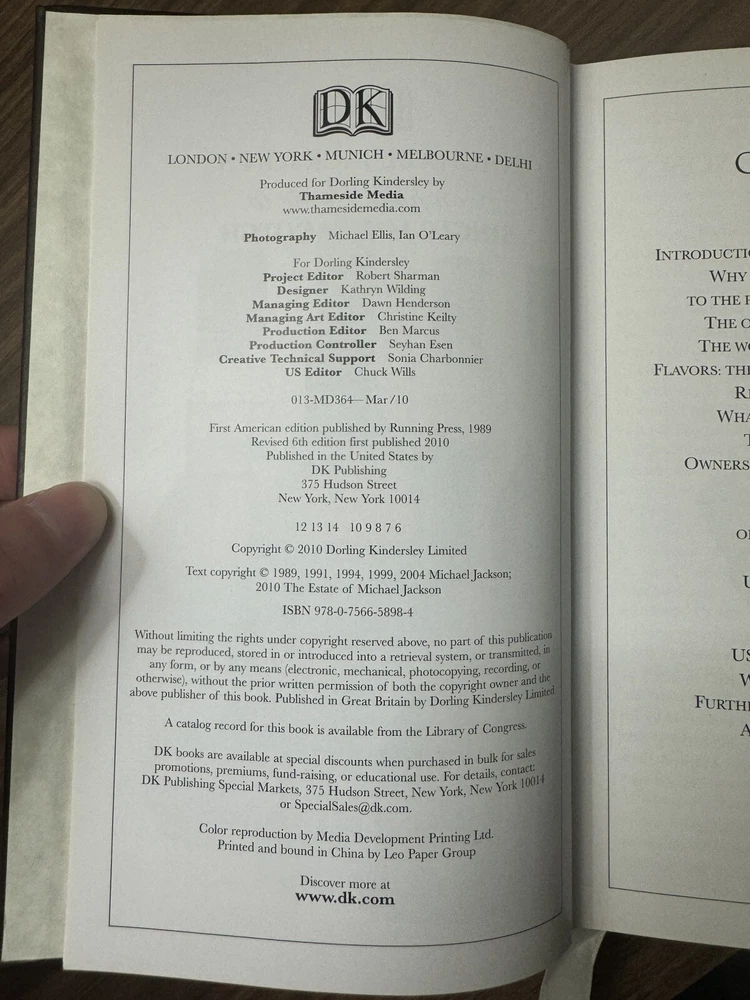 DK
LONDON • NEW YORK • MUNICH • MELBOURNE • DELHI
Produced for Dorling Kindersley by
Thameside Media
www.thamesidemedia.com
Photography Michael Ellis, Ian O'Leary
For Dorling Kindersley
Project Editor Robert Sharman
Designer Kathryn Wilding
Managing Editor Dawn Henderson
Managing Art Editor Christine Keilty
Production Editor Ben Marcus
Production Controller Seyhan Esen
Creative Technical Support Sonia Charbonnier
US Editor Chuck Wills
013-MD364—Mar/10
First American edition published by Running Press, 1989
Revised 6th edition first published 2010
Published in the United States by
DK Publishing
375 Hudson Street
New York, New York 10014
12 13 14 10 9 8 7 6
Copyright © 2010 Dorling Kindersley Limited
Text copyright © 1989, 1991, 1994, 1999, 2004 Michael Jackson;
2010 The Estate of Michael Jackson
ISBN 978-0-7566-5898-4
Without limiting the rights under copyright reserved above, no part of this publication
may be reproduced, stored in or introduced into a retrieval system, or transmitted, in
any form, or by any means (electronic, mechanical, photocopying, recording, or
otherwise), without the prior written permission of both the copyright owner and the
above publisher of this book. Published in Great Britain by Dorling Kindersley Limited
A catalog record for this book is available from the Library of Congress.
DK books are available at special discounts when purchased in bulk for sales
promotions, premiums, fund-raising, or educational use. For details, contact:
DK Publishing Special Markets, 375 Hudson Street, New York, New York 10014
or SpecialSales@dk.com.
Color reproduction by Media Development Printing Ltd.
Printed and bound in China by Leo Paper Group
Discover more at
www.dk.com
WHY
TO THE
THE
THE
FLAVORS: THE